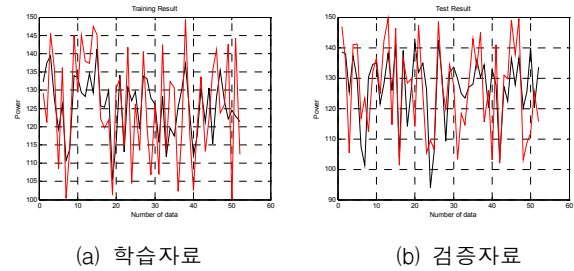 Training Result
150
145
140
135
130
125
120
115
110
105
100
Power
0 10 20 30 40 50 60
Number of data
Test Result
150
140
130
120
110
100
90
Power
0 10 20 30 40 50 60
Number of data
(a) 학습자료
(b) 검증자료